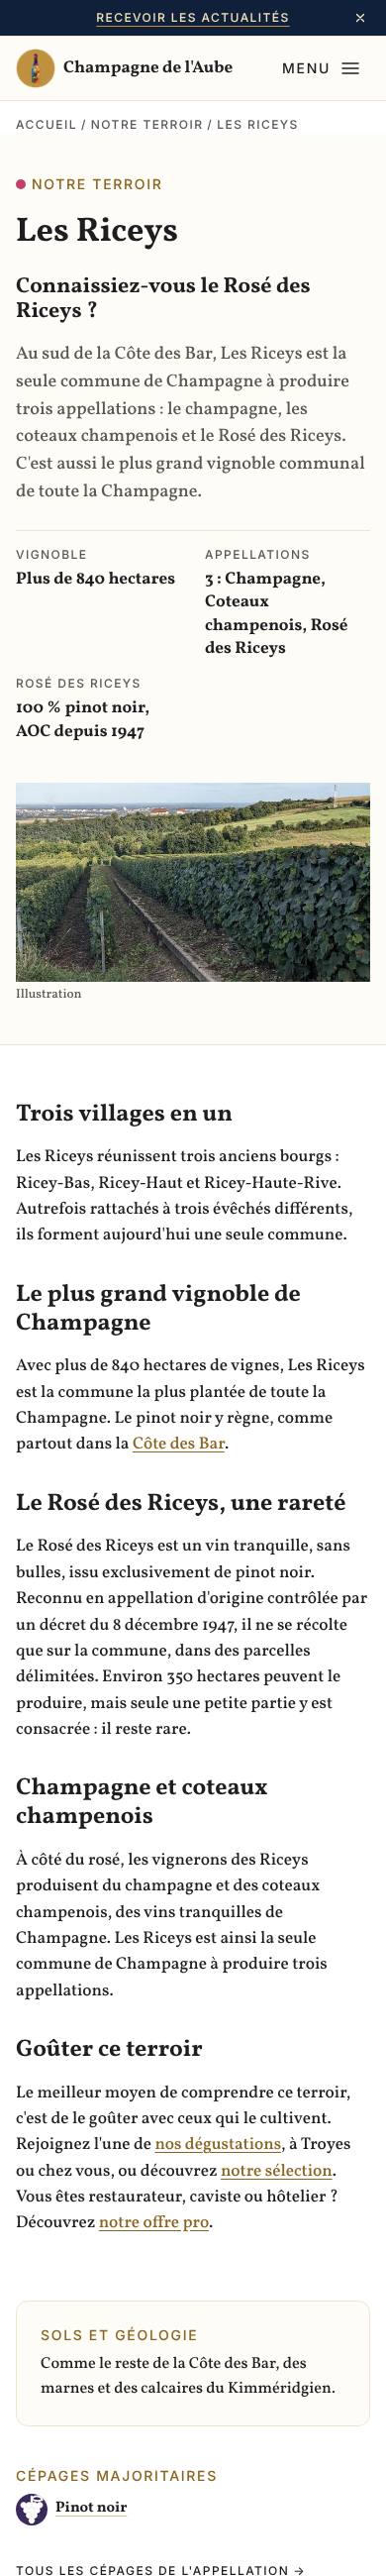 RECEVOIR LES ACTUALITÉS ×
Champagne de l'Aube MENU
ACCUEIL / NOTRE TERROIR / LES RICEYS
NOTRE TERROIR
Les Riceys
Connaissiez-vous le Rosé des
Riceys ?
Au sud de la Côte des Bar, Les Riceys est la
seule commune de Champagne à produire
trois appellations : le champagne, les
coteaux champenois et le Rosé des Riceys.
C'est aussi le plus grand vignoble communal
de toute la Champagne.
VIGNOBLE
Plus de 840 hectares
APPELLATIONS
3 : Champagne,
Coteaux
champenois, Rosé
des Riceys
ROSÉ DES RICEYS
100 % pinot noir,
AOC depuis 1947
Illustration
Trois villages en un
Les Riceys réunissent trois anciens bourgs :
Ricey-Bas, Ricey-Haut et Ricey-Haute-Rive.
Autrefois rattachés à trois évêchés différents,
ils forment aujourd'hui une seule commune.
Le plus grand vignoble de
Champagne
Avec plus de 840 hectares de vignes, Les Riceys
est la commune la plus plantée de toute la
Champagne. Le pinot noir y règne, comme
partout dans la Côte des Bar.
Le Rosé des Riceys, une rareté
Le Rosé des Riceys est un vin tranquille, sans
bulles, issu exclusivement de pinot noir.
Reconnu en appellation d'origine contrôlée par
un décret du 8 décembre 1947, il ne se récolte
que sur la commune, dans des parcelles
délimitées. Environ 350 hectares peuvent le
produire, mais seule une petite partie y est
consacrée : il reste rare.
Champagne et coteaux
champenois
À côté du rosé, les vignerons des Riceys
produisent du champagne et des coteaux
champenois, des vins tranquilles de
Champagne. Les Riceys est ainsi la seule
commune de Champagne à produire trois
appellations.
Goûter ce terroir
Le meilleur moyen de comprendre ce terroir,
c'est de le goûter avec ceux qui le cultivent.
Rejoignez l'une de nos dégustations, à Troyes
ou chez vous, ou découvrez notre sélection.
Vous êtes restaurateur, caviste ou hôtelier ?
Découvrez notre offre pro.
SOLS ET GÉOLOGIE
Comme le reste de la Côte des Bar, des
marnes et des calcaires du Kimméridgien.
CÉPAGES MAJORITAIRES
Pinot noir
TOUS LES CÉPAGES DE L'APPELLATION →